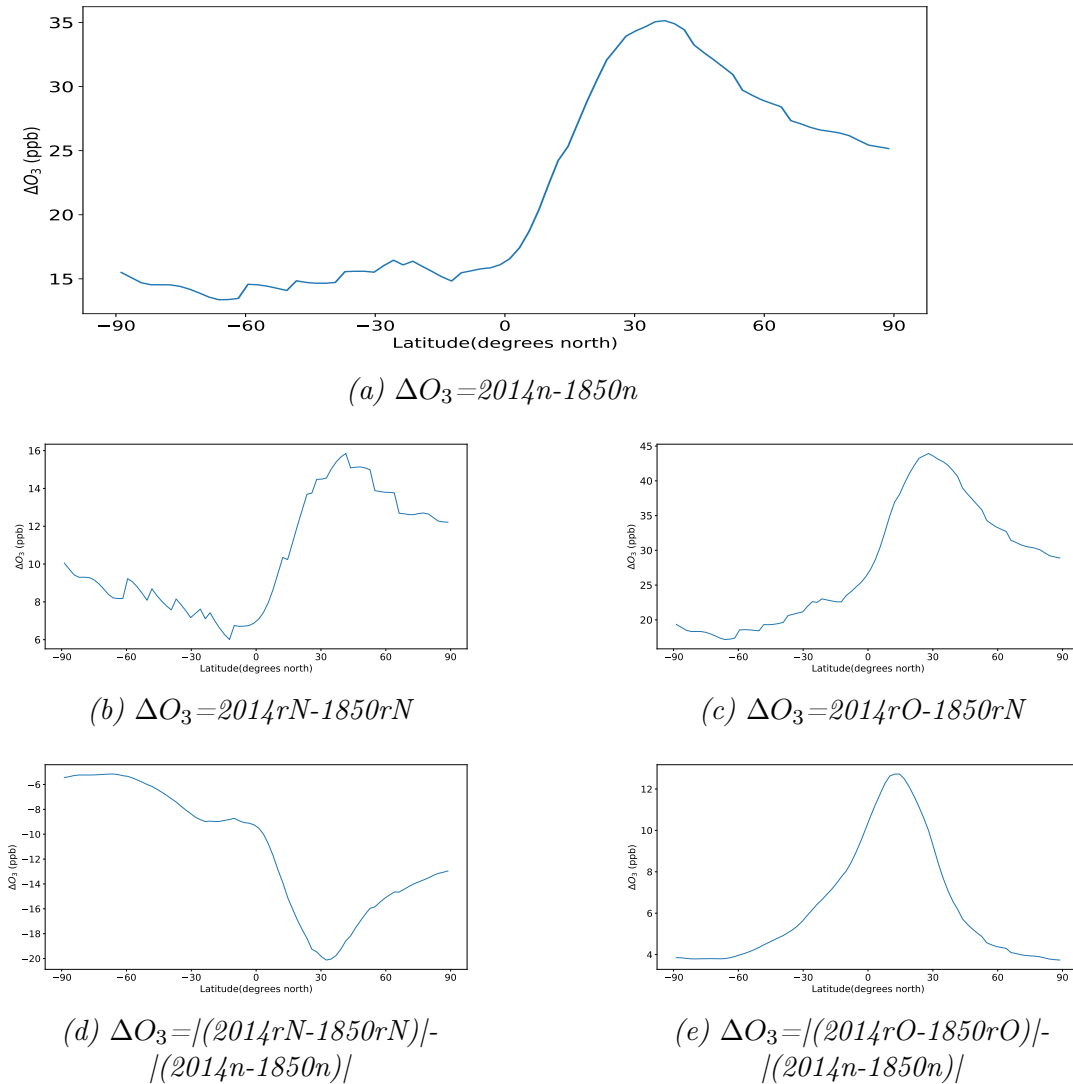 35
30
25
20
15
ΔO₃ (ppb)
−90 −60 −30 0 30 60 90
Latitude(degrees north)
(a) ΔO₃=2014n-1850n
16
14
12
10
8
6
ΔO₃ (ppb)
−90 −60 −30 0 30 60 90
Latitude(degrees north)
(b) ΔO₃=2014rN-1850rN
45
40
35
30
25
20
ΔO₃ (ppb)
−90 −60 −30 0 30 60 90
Latitude(degrees north)
(c) ΔO₃=2014rO-1850rN
−6
−8
−10
−12
−14
−16
−18
−20
ΔO₃ (ppb)
−90 −60 −30 0 30 60 90
Latitude(degrees north)
(d) ΔO₃=|(2014rN-1850rN)|-
|(2014n-1850n)|
12
10
8
6
4
ΔO₃ (ppb)
−90 −60 −30 0 30 60 90
Latitude(degrees north)
(e) ΔO₃=|(2014rO-1850rO)|-
|(2014n-1850n)|